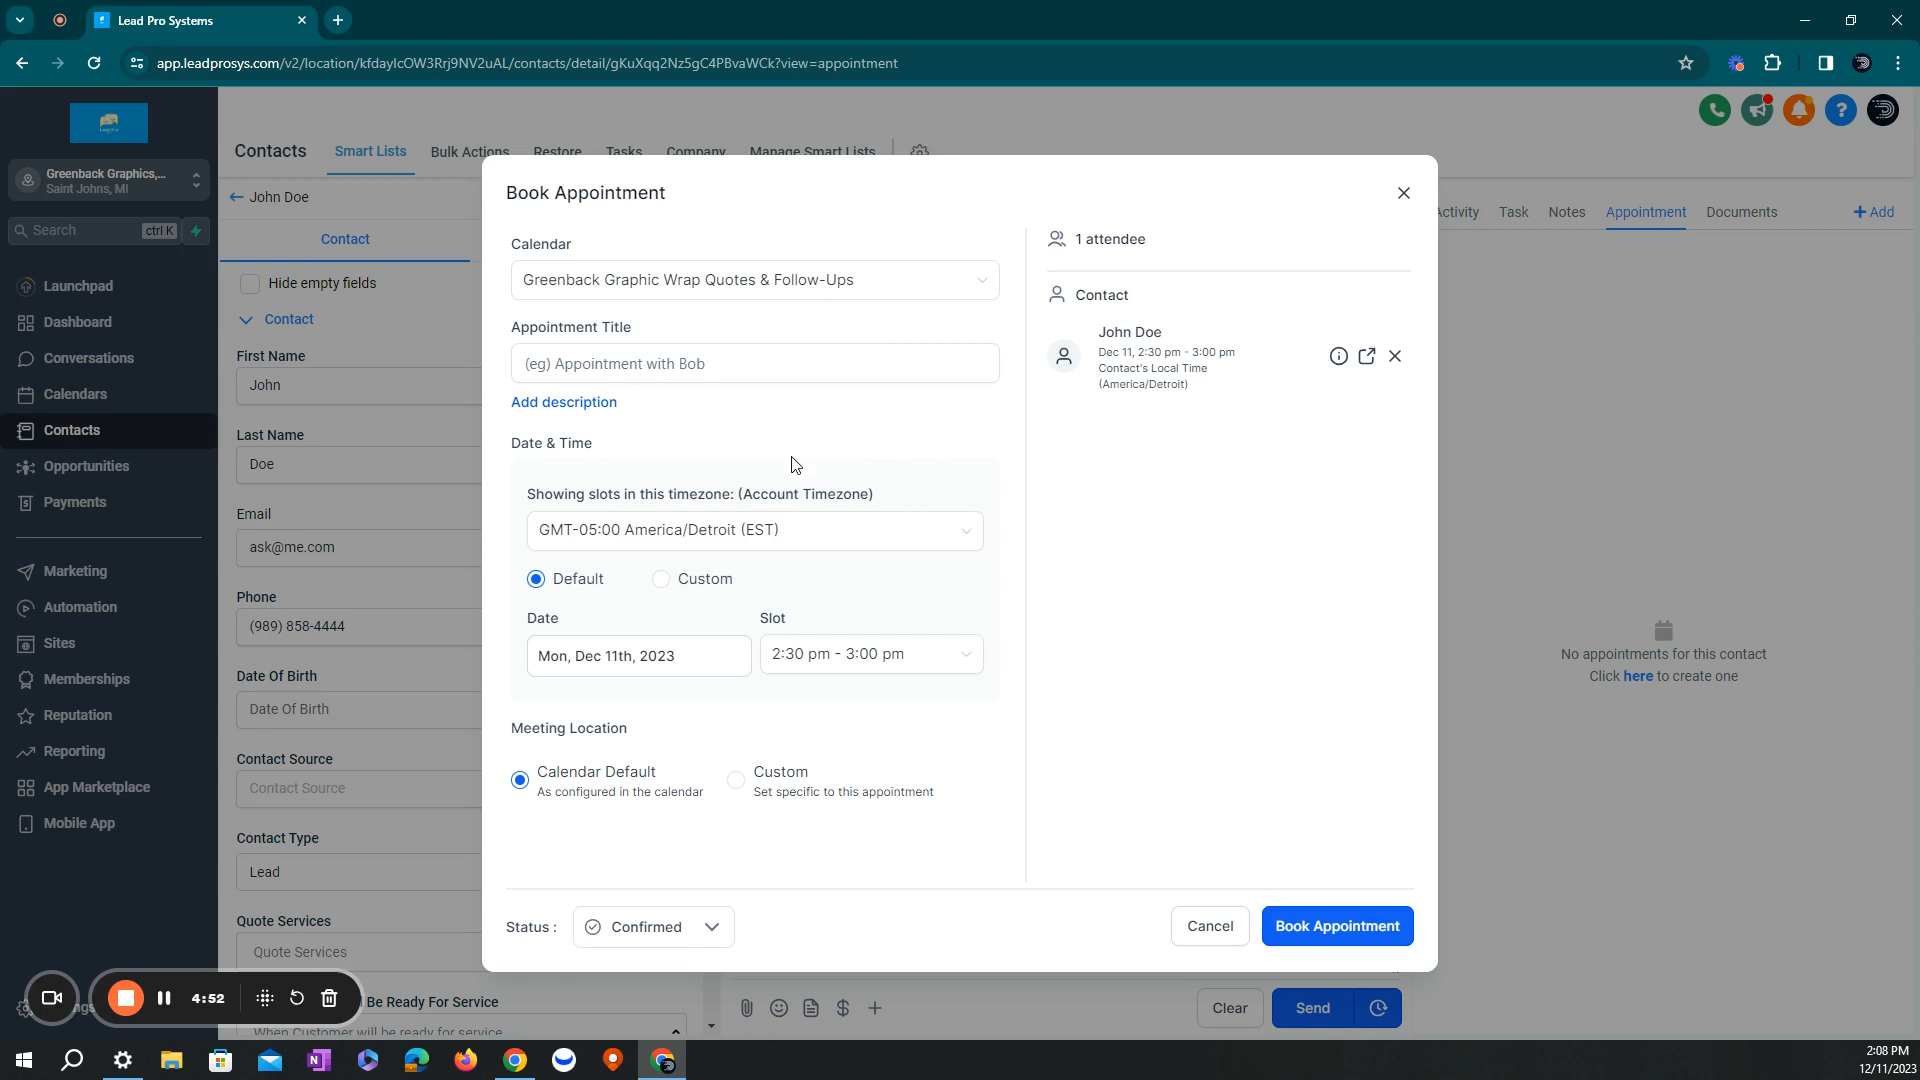 Lead Pro Systems
app.leadprosys.com/v2/location/kfdaylcOW3Rrj9NV2uAL/contacts/detail/gKuXqq2Nz5gC4PBvaWCk?view=appointment
Greenback Graphics,...
Saint Johns, MI
Search
ctrl K
Launchpad
Dashboard
Conversations
Calendars
Contacts
Opportunities
Payments
Marketing
Automation
Sites
Memberships
Reputation
Reporting
App Marketplace
Mobile App
4:52
Contacts
Smart Lists
Bulk Actions
Restore
Tasks
Company
Manage Smart Lists
John Doe
Contact
Hide empty fields
Contact
First Name
John
Last Name
Doe
Email
ask@me.com
Phone
(989) 858-4444
Date Of Birth
Date Of Birth
Contact Source
Contact Source
Contact Type
Lead
Quote Services
Quote Services
Be Ready For Service
When Customer will be ready for service
Book Appointment
Calendar
Greenback Graphic Wrap Quotes & Follow-Ups
Appointment Title
(eg) Appointment with Bob
Add description
Date & Time
Showing slots in this timezone: (Account Timezone)
GMT-05:00 America/Detroit (EST)
Default
Custom
Date
Slot
Mon, Dec 11th, 2023
2:30 pm - 3:00 pm
Meeting Location
Calendar Default
As configured in the calendar
Custom
Set specific to this appointment
1 attendee
Contact
John Doe
Dec 11, 2:30 pm - 3:00 pm
Contact's Local Time
(America/Detroit)
Status :
Confirmed
Cancel
Book Appointment
Clear
Send
Activity
Task
Notes
Appointment
Documents
+ Add
No appointments for this contact
Click here to create one
2:08 PM
12/11/2023